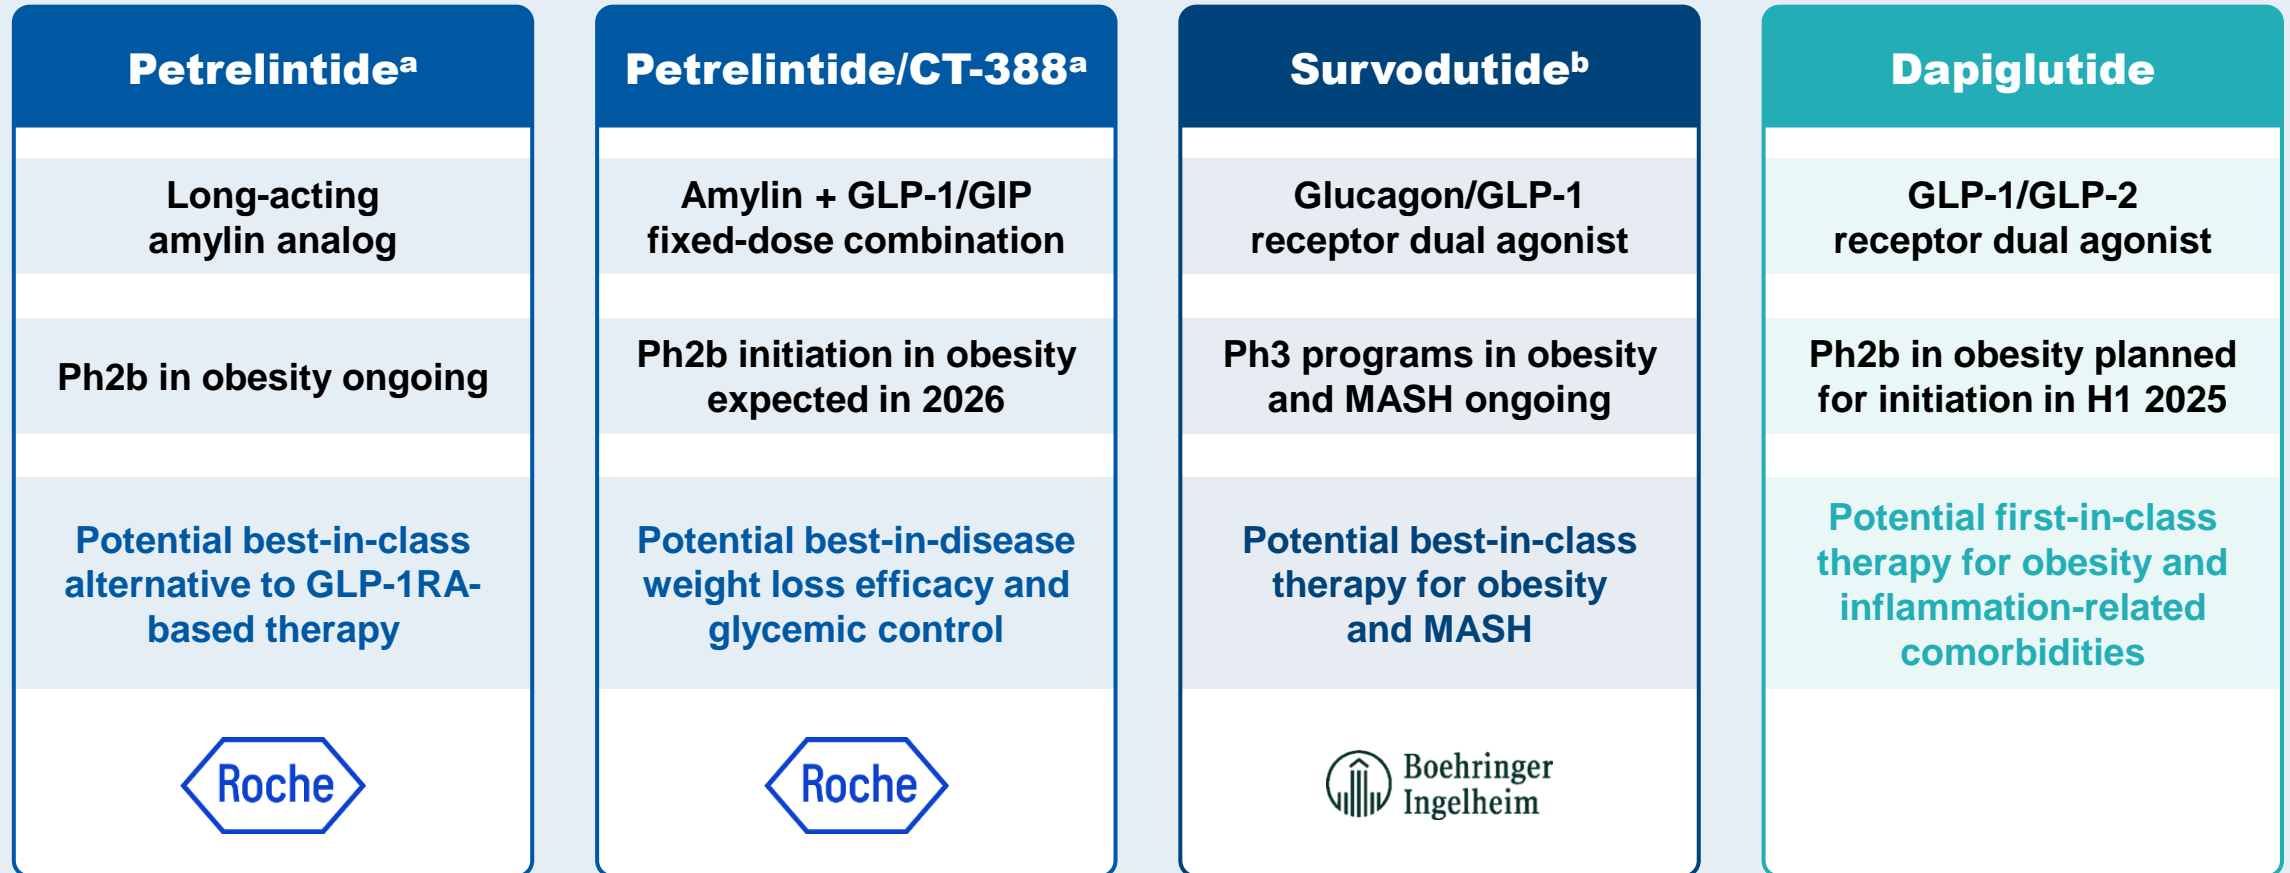 Petrelintideᵃ
Long-acting
amylin analog
Ph2b in obesity ongoing
Potential best-in-class
alternative to GLP-1RA-
based therapy
Roche
Petrelintide/CT-388ᵃ
Amylin + GLP-1/GIP
fixed-dose combination
Ph2b initiation in obesity
expected in 2026
Potential best-in-disease
weight loss efficacy and
glycemic control
Roche
Survodutideᵇ
Glucagon/GLP-1
receptor dual agonist
Ph3 programs in obesity
and MASH ongoing
Potential best-in-class
therapy for obesity
and MASH
Boehringer
Ingelheim
Dapiglutide
GLP-1/GLP-2
receptor dual agonist
Ph2b in obesity planned
for initiation in H1 2025
Potential first-in-class
therapy for obesity and
inflammation-related
comorbidities